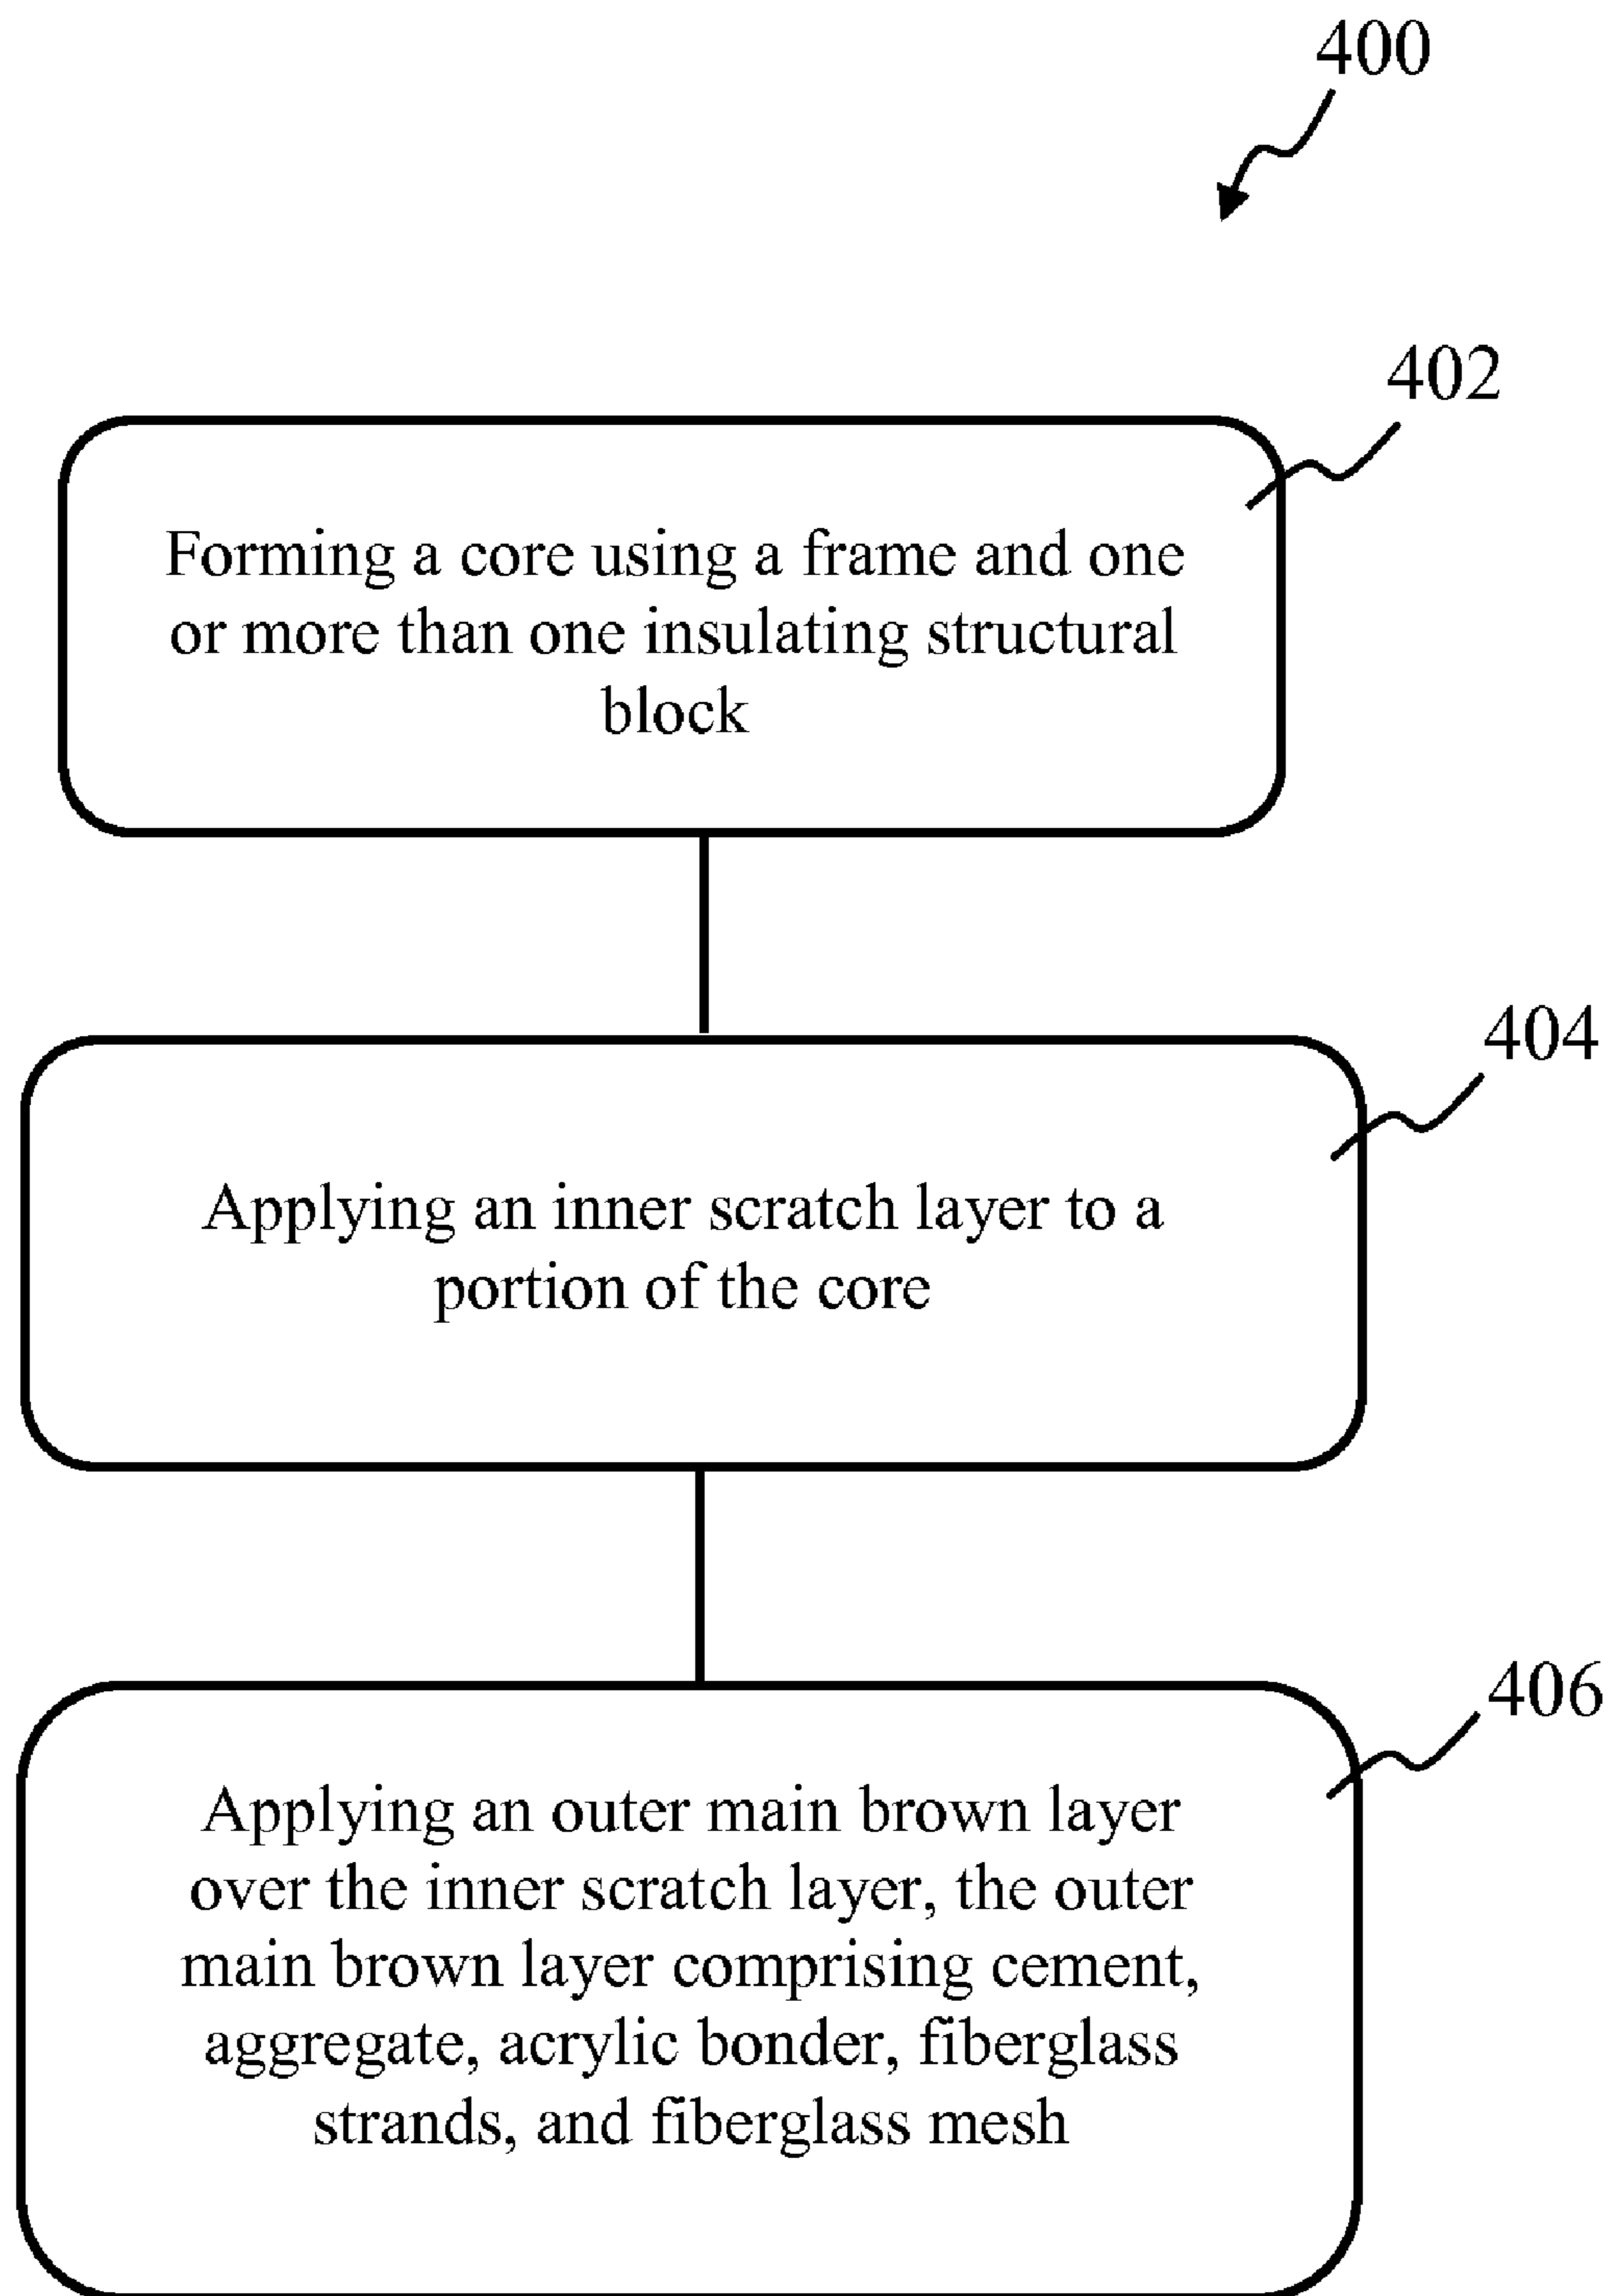 400
402
Forming a core using a frame and one
or more than one insulating structural
block
404
Applying an inner scratch layer to a
portion of the core
406
Applying an outer main brown layer
over the inner scratch layer, the outer
main brown layer comprising cement,
aggregate, acrylic bonder, fiberglass
strands, and fiberglass mesh